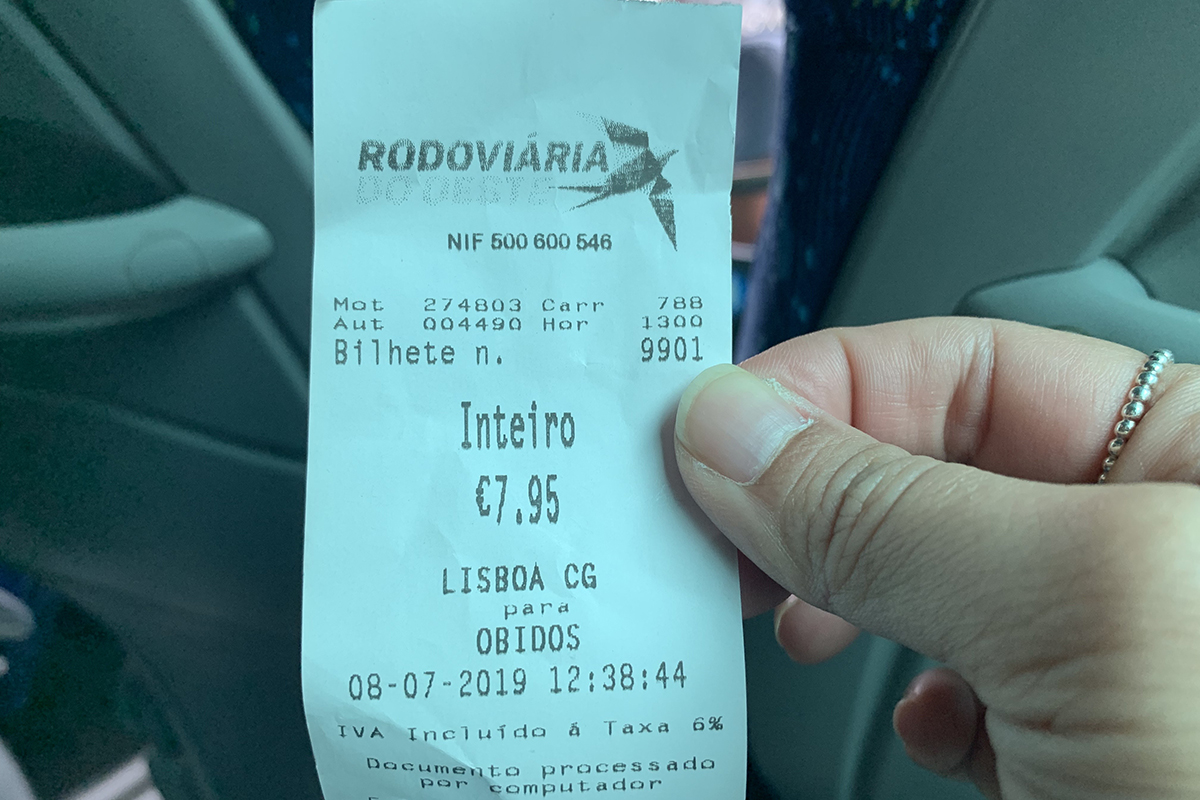 RODOVIÁRIA
DO OESTE
NIF 500 600 546
Mot 274803 Carr 788
Aut 004490 Hor 1300
Bilhete n. 9901
Inteiro
€7.95
LISBOA CG
para
OBIDOS
08-07-2019 12:38:44
IVA Incluído á Taxa 6%
Documento processado
por computador